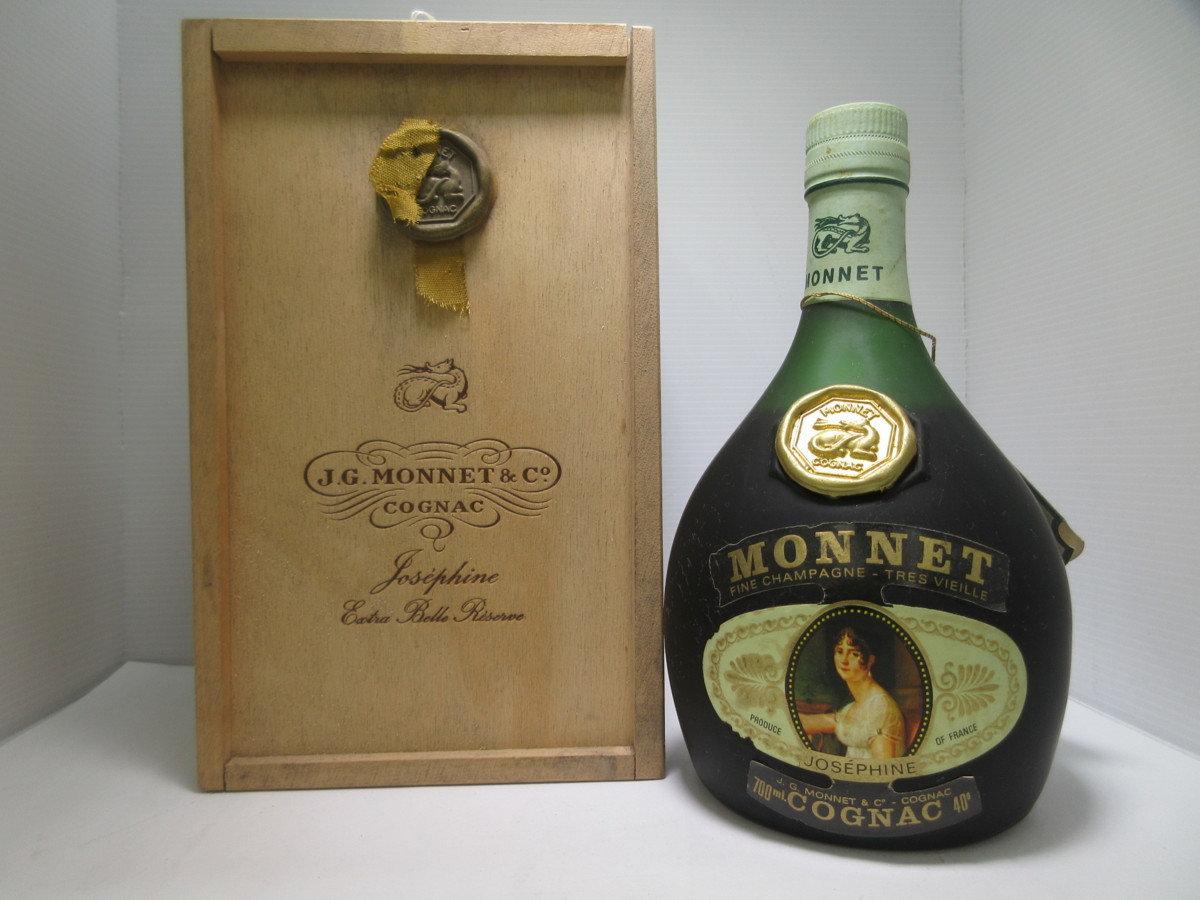 COGNAC
J.G. MONNET & Cº
COGNAC
Joséphine
Extra Belle Réserve
MONNET
MONNET
COGNAC
MONNET
FINE CHAMPAGNE - TRES VIEILLE
PRODUCE OF FRANCE
JOSÉPHINE
J. G. MONNET & Cº - COGNAC
700ml. COGNAC 40°